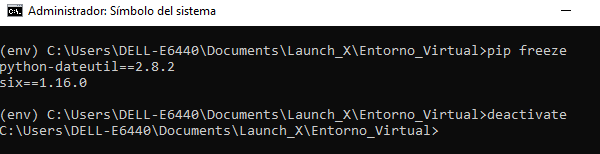 Administrador: Símbolo del sistema
(env) C:\Users\DELL-E6440\Documents\Launch_X\Entorno_Virtual>pip freeze
python-dateutil==2.8.2
six==1.16.0
(env) C:\Users\DELL-E6440\Documents\Launch_X\Entorno_Virtual>deactivate
C:\Users\DELL-E6440\Documents\Launch_X\Entorno_Virtual>